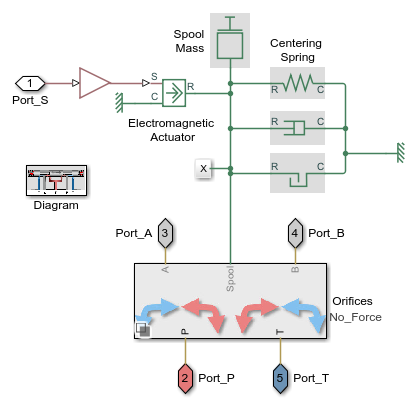 Spool
Mass
Centering
Spring
1
Port_S
S
C
R
R
C
Electromagnetic
Actuator
R
C
X
R
C
Diagram
Port_A
3
4
Port_B
A
Spool
B
Orifices
No_Force
P
T
2
Port_P
5
Port_T